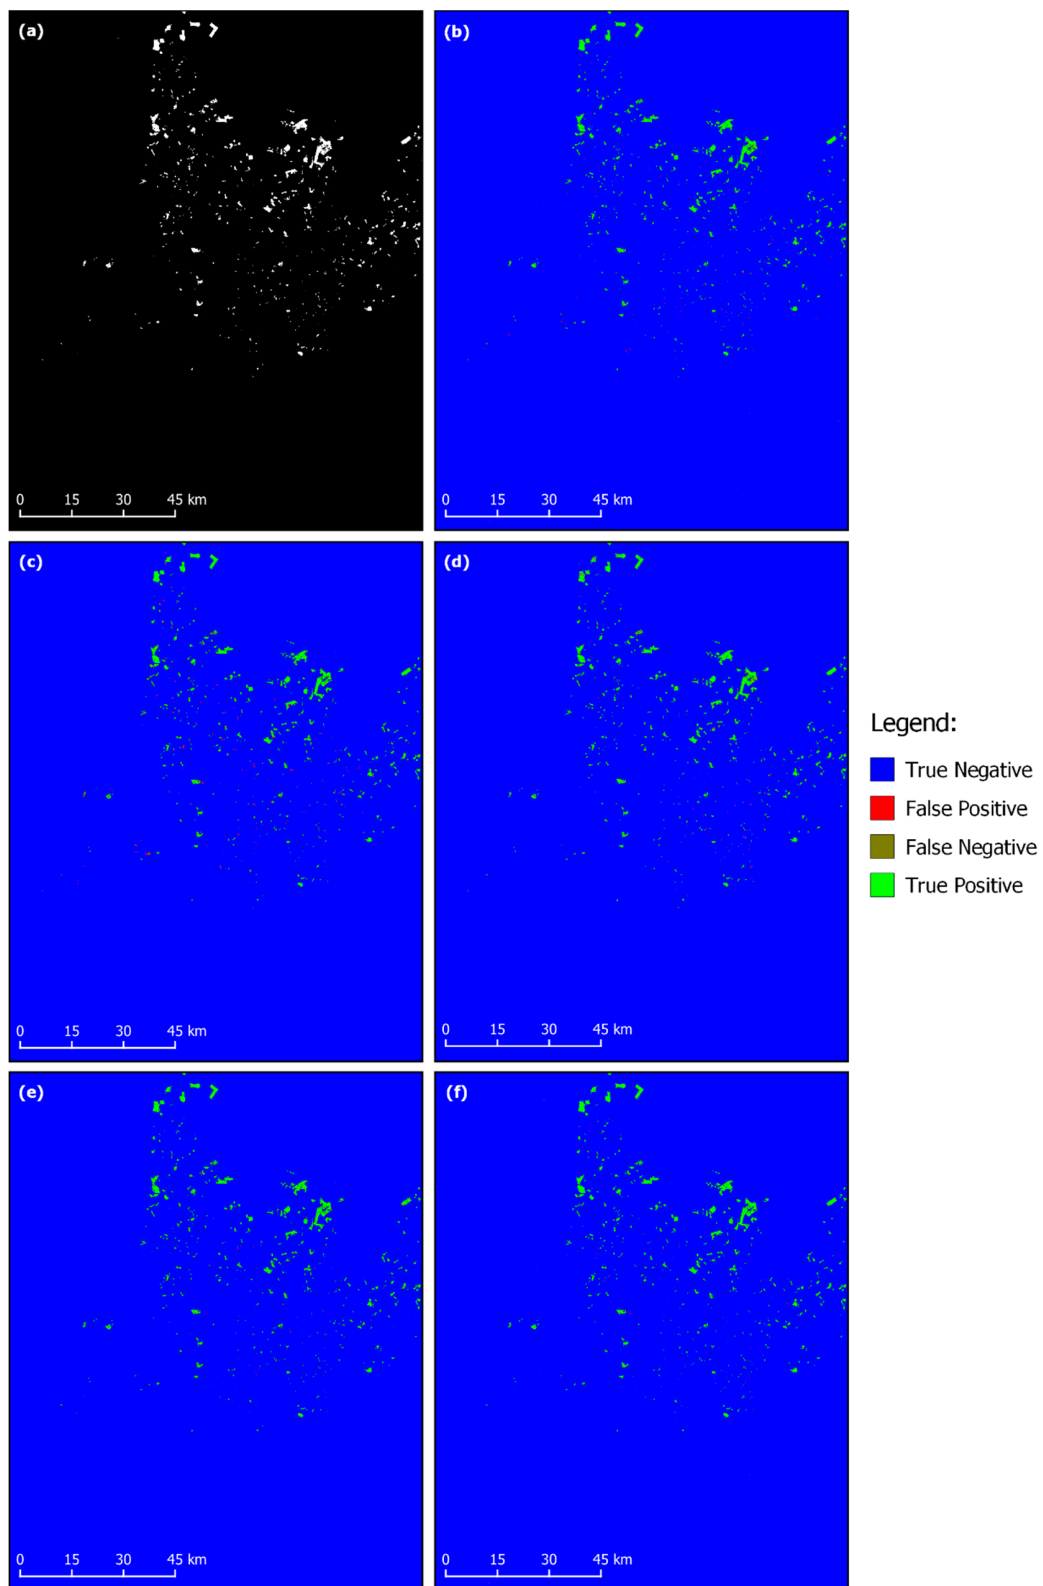 (a)
0 15 30 45 km
(b)
0 15 30 45 km
(c)
0 15 30 45 km
(d)
0 15 30 45 km
Legend:
True Negative
False Positive
False Negative
True Positive
(e)
0 15 30 45 km
(f)
0 15 30 45 km